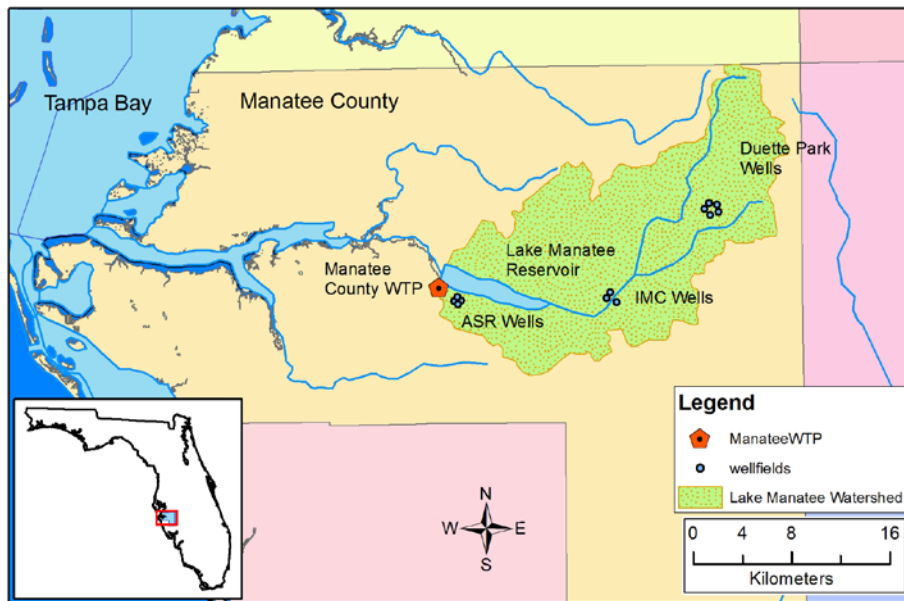 Tampa Bay
Manatee County
Duette Park
Wells
Lake Manatee
Reservoir
Manatee
County WTP
IMC Wells
ASR Wells
Legend
ManateeWTP
wellfields
Lake Manatee Watershed
N
W
E
S
0 4 8 16
Kilometers